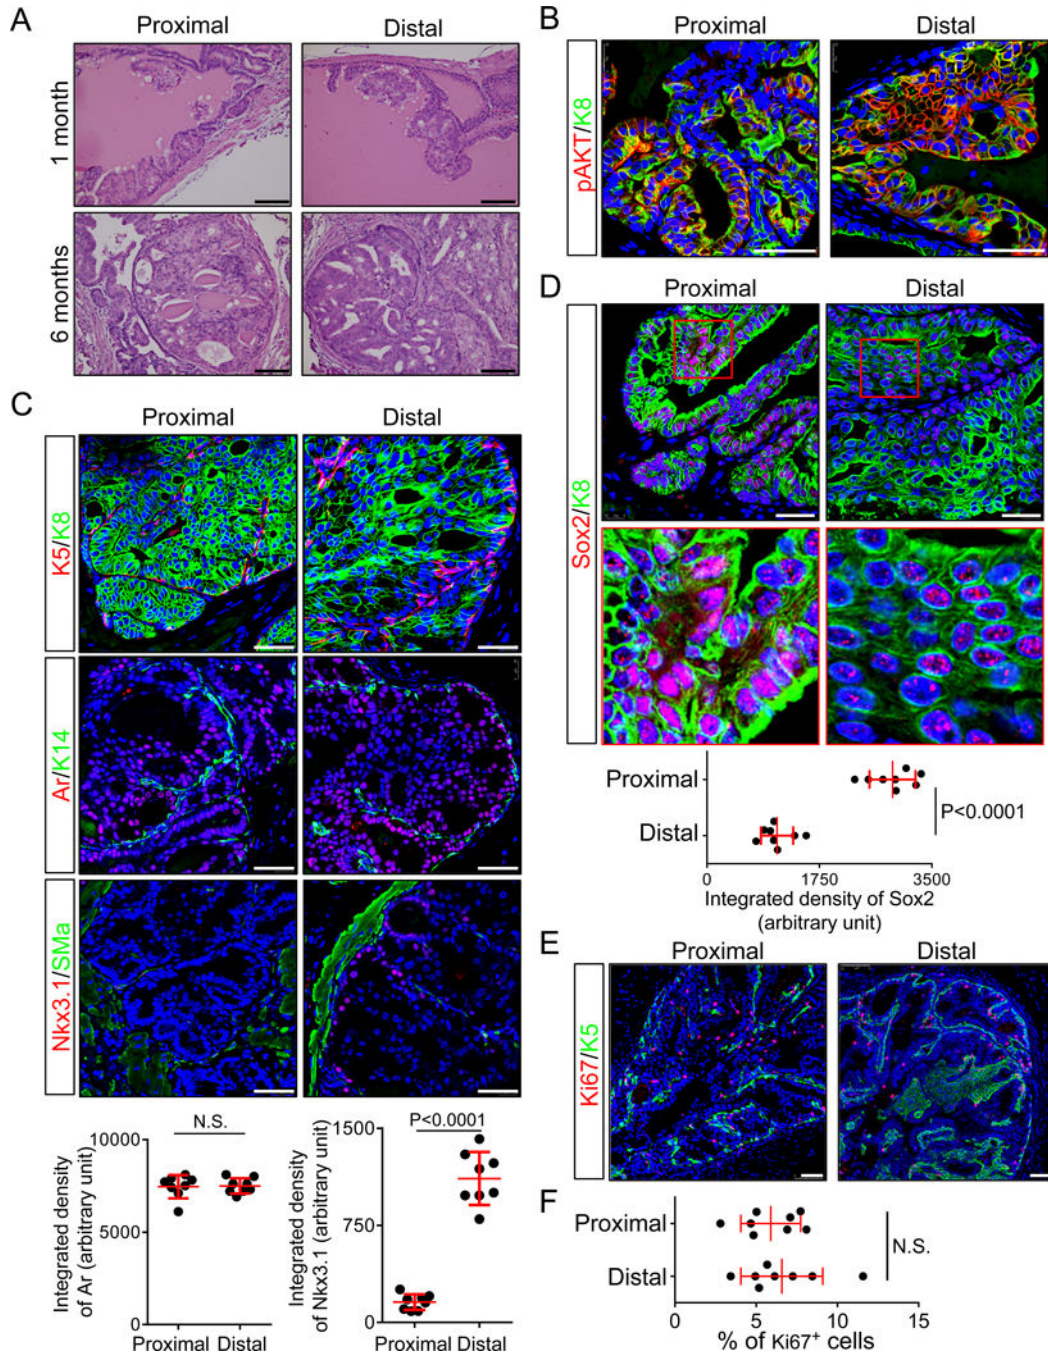 A
Proximal
Distal
1 month
6 months
B
Proximal
Distal
pAKT/K8
C
Proximal
Distal
K5/K8
Ar/K14
Nkx3.1/SMa
N.S.
10000
5000
0
Integrated density
of Ar (arbitrary unit)
Proximal Distal
P<0.0001
1500
750
0
Integrated density
of Nkx3.1 (arbitrary unit)
Proximal Distal
D
Proximal
Distal
Sox2/K8
Proximal
Distal
P<0.0001
0
1750
3500
Integrated density of Sox2
(arbitrary unit)
E
Proximal
Distal
Ki67/K5
F
Proximal
Distal
N.S.
0
5
10
15
% of Ki67+ cells